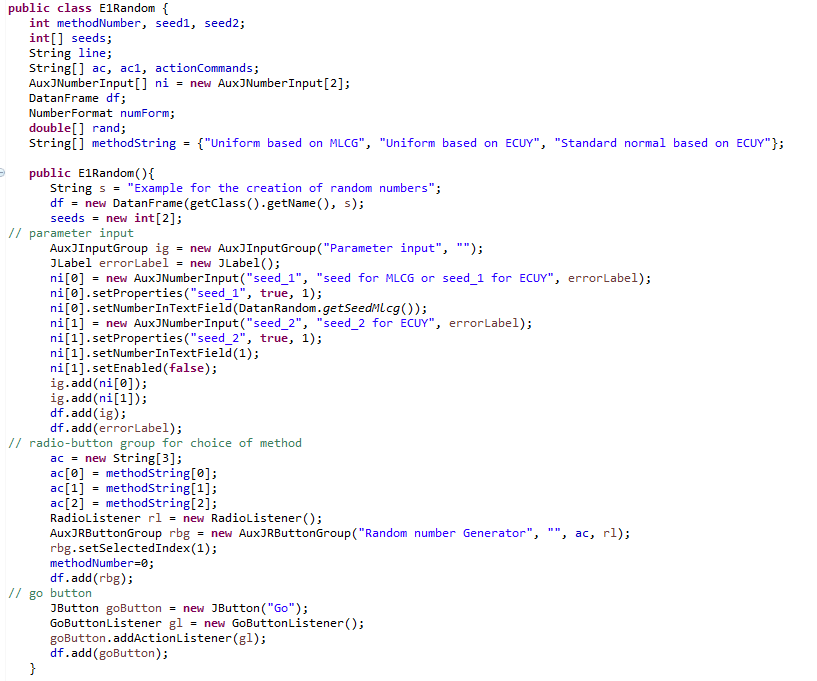 public class E1Random {
int methodNumber, seed1, seed2;
int[] seeds;
String line;
String[] ac, ac1, actionCommands;
AuxJNumberInput[] ni = new AuxJNumberInput[2];
DatanFrame df;
NumberFormat numForm;
double[] rand;
String[] methodString = {"Uniform based on MLCG", "Uniform based on ECUY", "Standard normal based on ECUY"};
public E1Random(){
String s = "Example for the creation of random numbers";
df = new DatanFrame(getClass().getName(), s);
seeds = new int[2];
// parameter input
AuxJInputGroup ig = new AuxJInputGroup("Parameter input", "");
JLabel errorLabel = new JLabel();
ni[0] = new AuxJNumberInput("seed_1", "seed for MLCG or seed_1 for ECUY", errorLabel);
ni[0].setProperties("seed_1", true, 1);
ni[0].setNumberInTextField(DatanRandom.getSeedMlcg());
ni[1] = new AuxJNumberInput("seed_2", "seed_2 for ECUY", errorLabel);
ni[1].setProperties("seed_2", true, 1);
ni[1].setNumberInTextField(1);
ni[1].setEnabled(false);
ig.add(ni[0]);
ig.add(ni[1]);
df.add(ig);
df.add(errorLabel);
// radio-button group for choice of method
ac = new String[3];
ac[0] = methodString[0];
ac[1] = methodString[1];
ac[2] = methodString[2];
RadioListener rl = new RadioListener();
AuxJRButtonGroup rbg = new AuxJRButtonGroup("Random number Generator", "", ac, rl);
rbg.setSelectedIndex(1);
methodNumber=0;
df.add(rbg);
// go button
JButton goButton = new JButton("Go");
GoButtonListener gl = new GoButtonListener();
goButton.addActionListener(gl);
df.add(goButton);
}